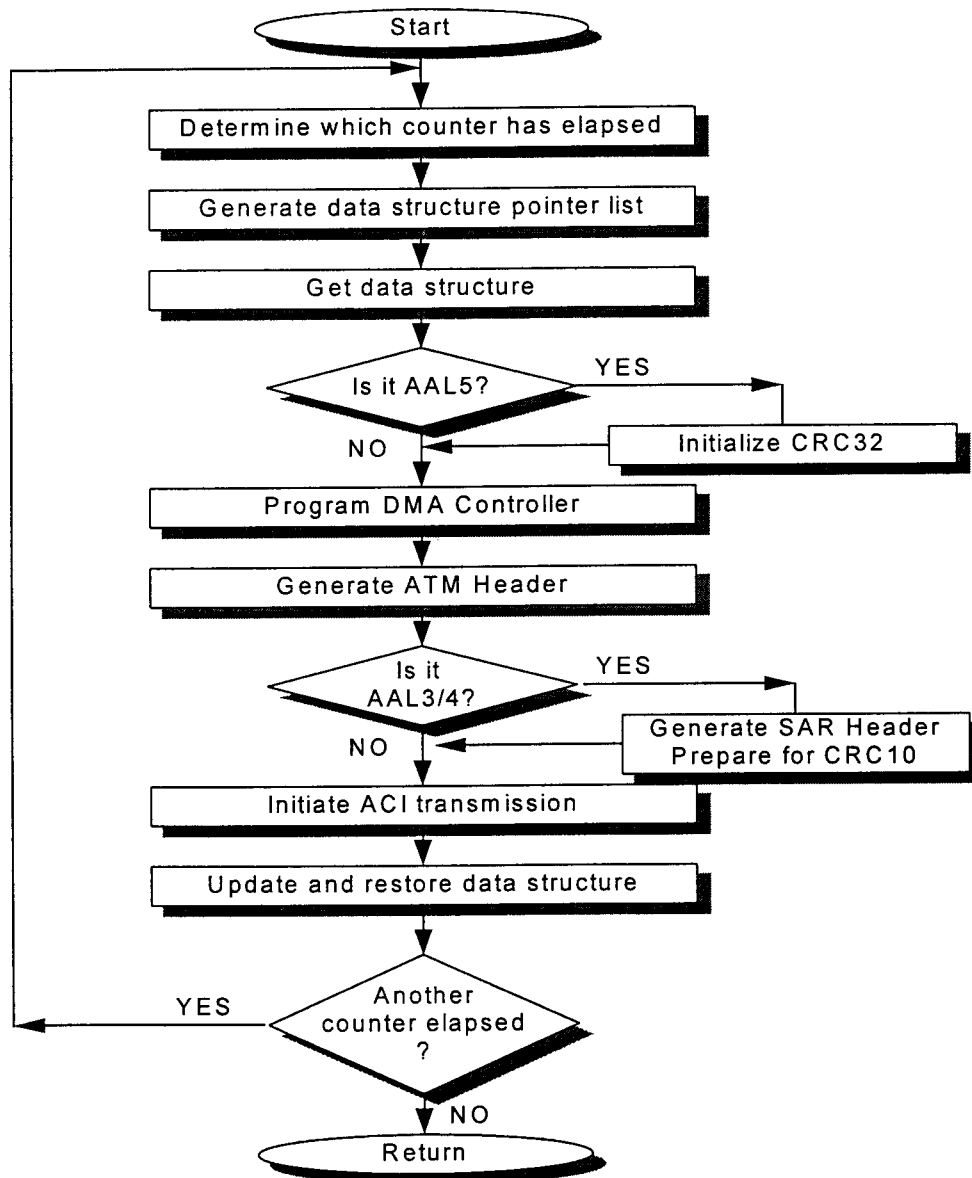 Start
Determine which counter has elapsed
Generate data structure pointer list
Get data structure
Is it AAL5?
YES
NO
Initialize CRC32
Program DMA Controller
Generate ATM Header
Is it
AAL3/4?
YES
NO
Generate SAR Header
Prepare for CRC10
Initiate ACI transmission
Update and restore data structure
Another
counter elapsed
?
YES
NO
Return